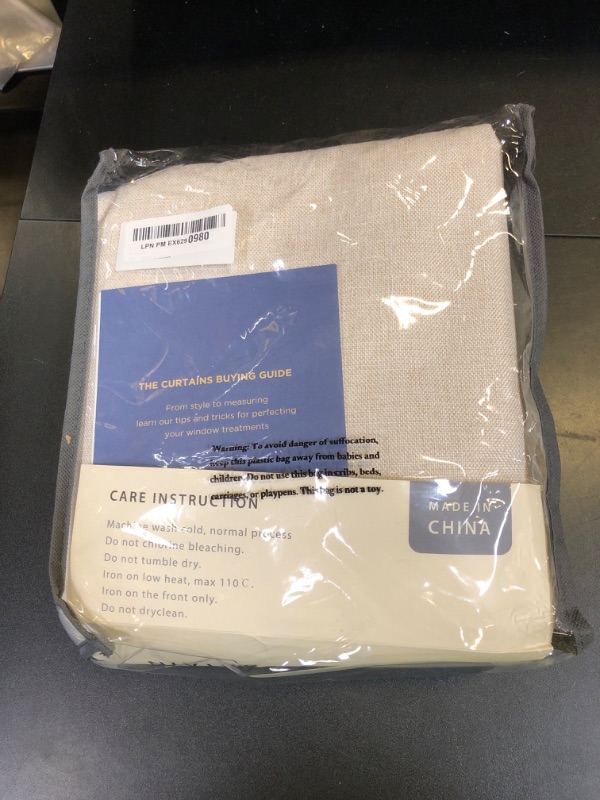 LPN PM EX6290980
THE CURTAINS BUYING GUIDE
From style to measuring
learn our tips and tricks for perfecting
your window treatments
Warning: To avoid danger of suffocation,
keep this plastic bag away from babies and
children. Do not use this bag in cribs, beds,
carriages, or playpens. This bag is not a toy.
CARE INSTRUCTION
Machine wash cold, normal process
Do not chlorine bleaching.
Do not tumble dry.
Iron on low heat, max 110℃.
Iron on the front only.
Do not dryclean.
MADE IN
CHINA